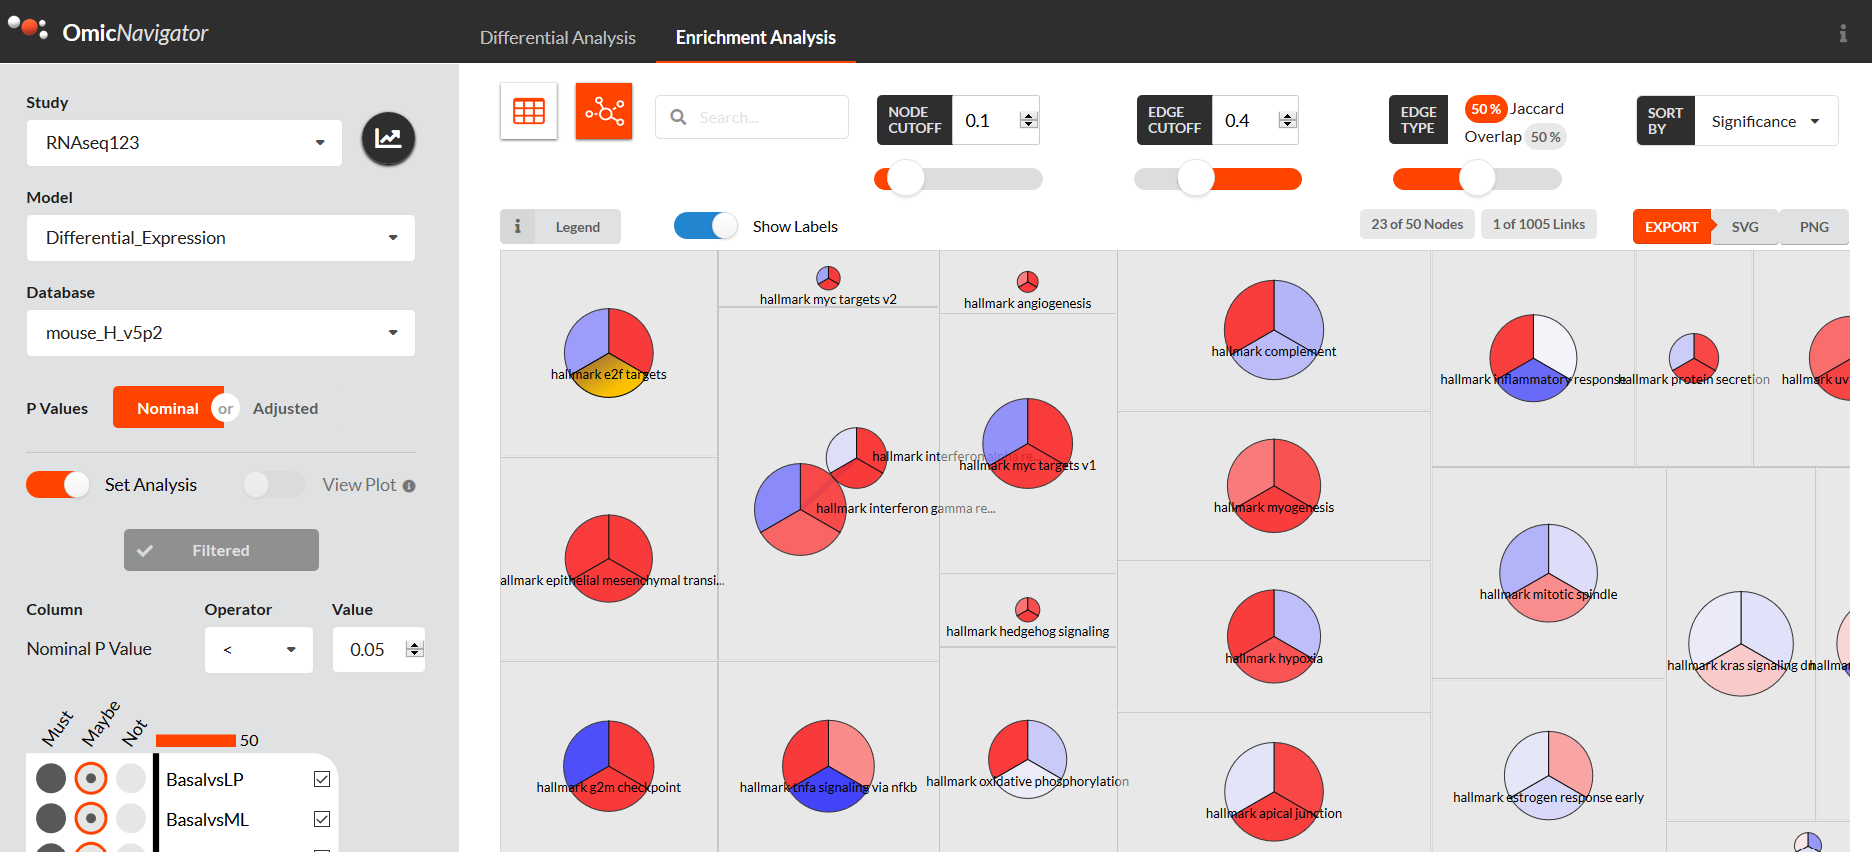 OmicNavigator
Differential Analysis
Enrichment Analysis
Study
RNAseq123
Model
Differential_Expression
Database
mouse_H_v5p2
P Values
Nominal
or
Adjusted
Set Analysis
View Plot
Filtered
Column
Operator
Value
Nominal P Value
<
0.05
Must
Maybe
Not
50
BasalvsLP
BasalvsML
Search...
NODE
CUTOFF
0.1
EDGE
CUTOFF
0.4
EDGE
TYPE
50 % Jaccard
Overlap 50 %
SORT
BY
Significance
Legend
Show Labels
23 of 50 Nodes
1 of 1005 Links
EXPORT
SVG
PNG
hallmark e2f targets
allmark epithelial mesenchymal transi...
hallmark g2m checkpoint
hallmark myc targets v2
hallmark interferon alpha re...
hallmark interferon gamma re...
hallmark tnfa signaling via nfkb
hallmark angiogenesis
hallmark myc targets v1
hallmark hedgehog signaling
hallmark oxidative phosphorylation
hallmark complement
hallmark myogenesis
hallmark hypoxia
hallmark apical junction
hallmark inflammatory response
hallmark protein secretion
hallmark uv
hallmark mitotic spindle
hallmark estrogen response early
hallmark kras signaling dn